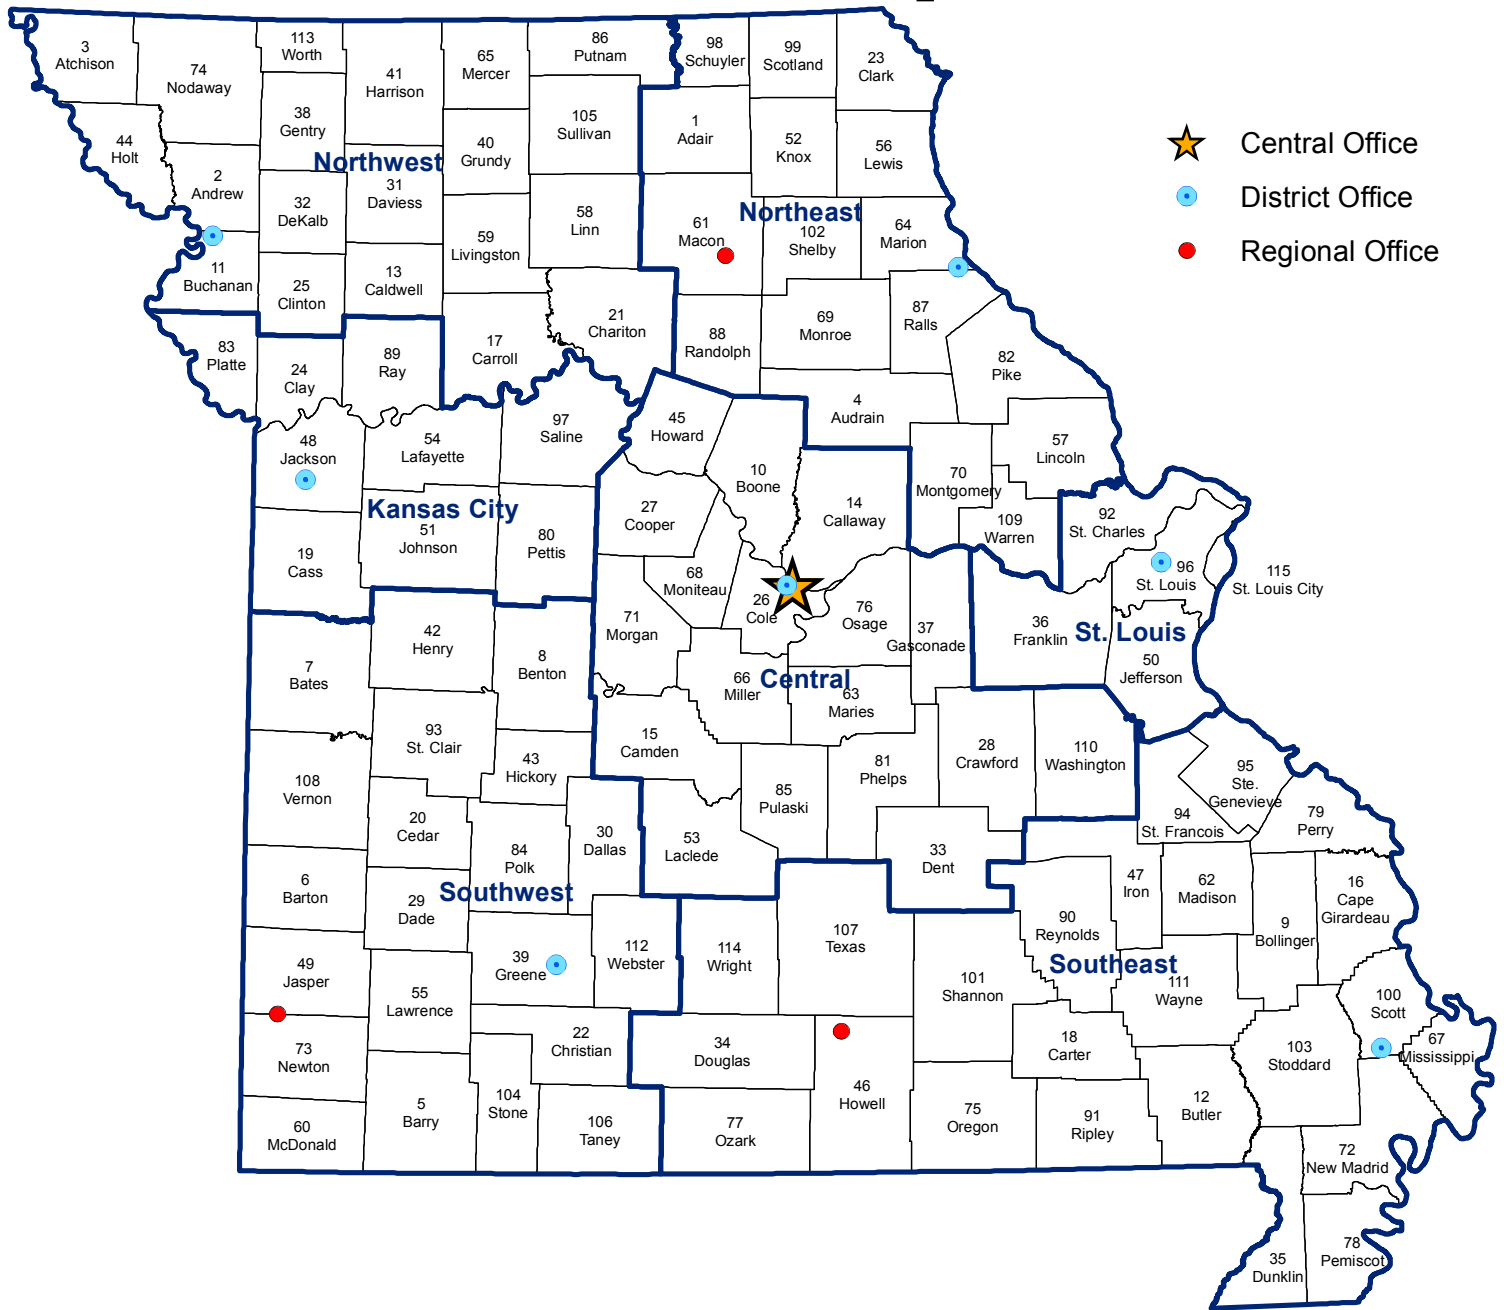 3
Atchison
74
Nodaway
113
Worth
41
Harrison
65
Mercer
86
Putnam
98
Schuyler
99
Scotland
23
Clark
44
Holt
38
Gentry
40
Grundy
105
Sullivan
1
Adair
52
Knox
56
Lewis
Central Office
District Office
Regional Office
Northwest
2
Andrew
32
DeKalb
31
Daviess
59
Livingston
58
Linn
61
Macon
Northeast
102
Shelby
64
Marion
11
Buchanan
25
Clinton
13
Caldwell
17
Carroll
21
Chariton
88
Randolph
69
Monroe
87
Ralls
82
Pike
83
Platte
24
Clay
89
Ray
4
Audrain
48
Jackson
54
Lafayette
97
Saline
45
Howard
10
Boone
14
Callaway
70
Montgomery
57
Lincoln
109
Warren
92
St. Charles
Kansas City
19
Cass
51
Johnson
80
Pettis
27
Cooper
68
Moniteau
26
Cole
76
Osage
37
Gasconade
36
Franklin
96
St. Louis
115
St. Louis City
St. Louis
50
Jefferson
7
Bates
42
Henry
8
Benton
71
Morgan
66
Miller
Central
63
Maries
93
St. Clair
43
Hickory
15
Camden
85
Pulaski
81
Phelps
28
Crawford
110
Washington
95
Ste.
Genevieve
94
St. Francois
79
Perry
108
Vernon
20
Cedar
84
Polk
30
Dallas
53
Laclede
33
Dent
47
Iron
62
Madison
16
Cape
Girardeau
6
Barton
29
Dade
Southwest
107
Texas
90
Reynolds
9
Bollinger
49
Jasper
55
Lawrence
39
Greene
112
Webster
114
Wright
101
Shannon
Southeast
111
Wayne
100
Scott
67
Mississippi
73
Newton
22
Christian
34
Douglas
46
Howell
18
Carter
103
Stoddard
60
McDonald
5
Barry
104
Stone
106
Taney
77
Ozark
75
Oregon
91
Ripley
12
Butler
72
New Madrid
35
Dunklin
78
Pemiscot